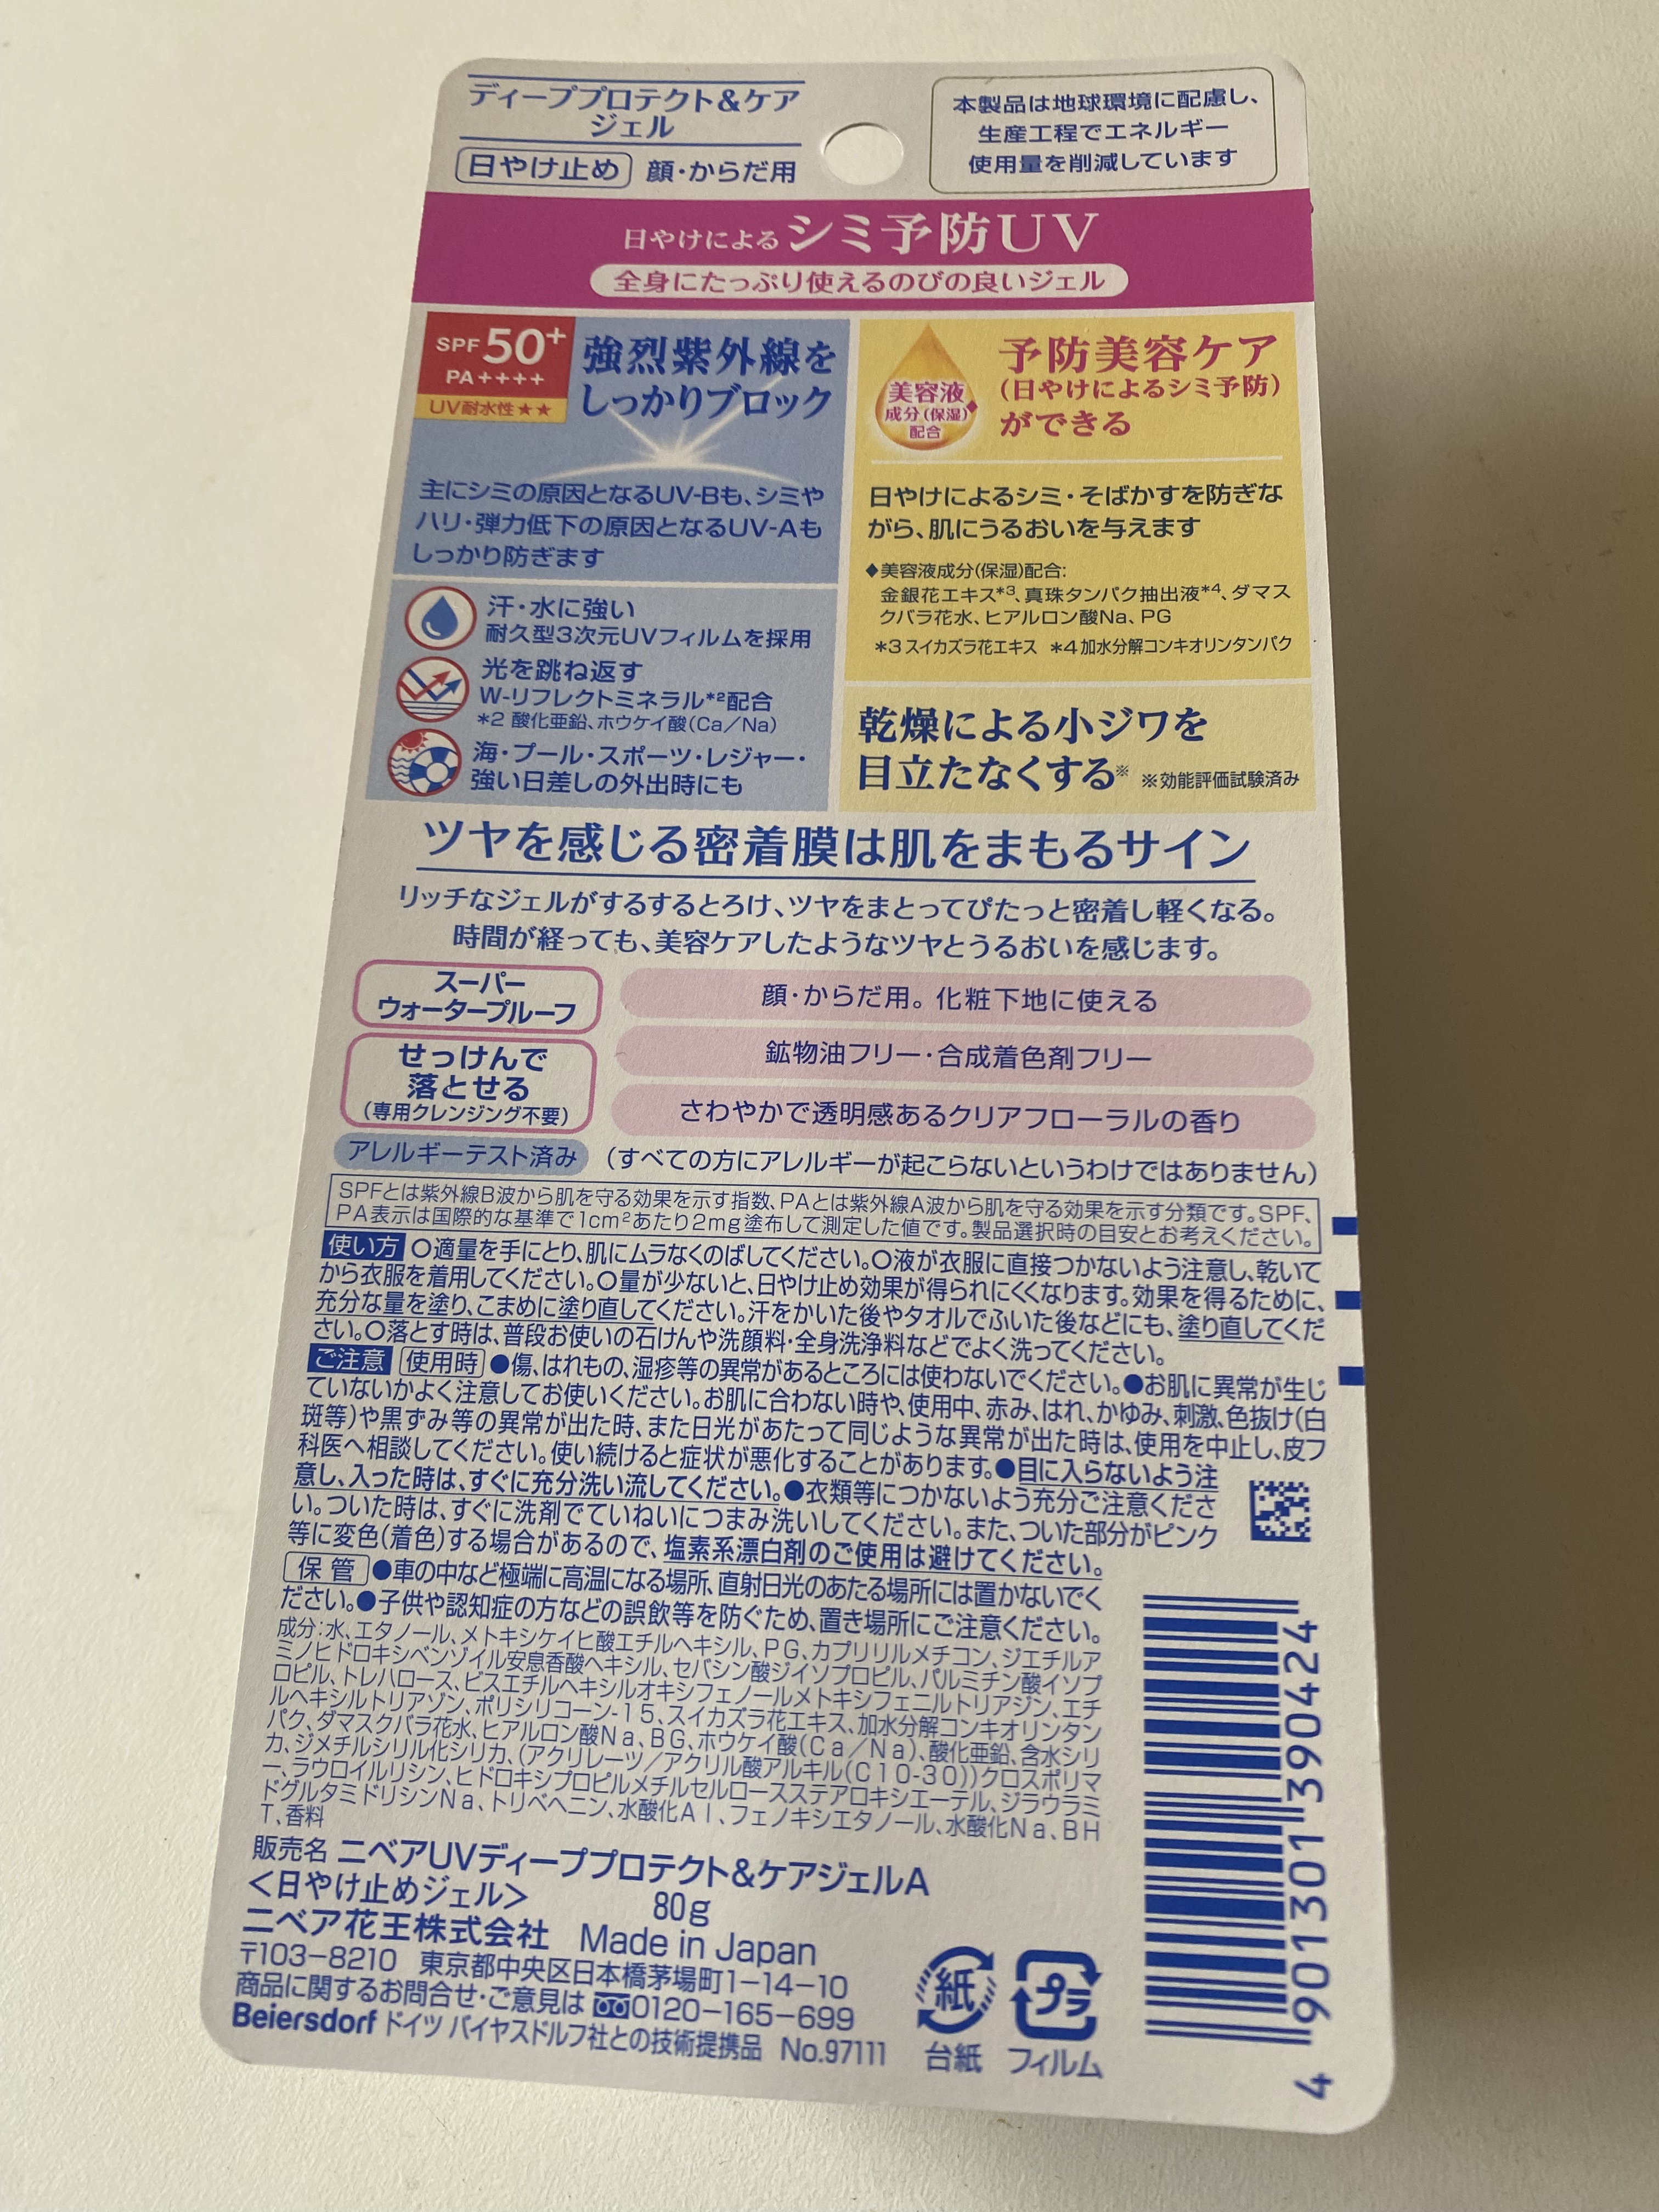 ディーププロテクト&ケア
ジェル
日やけ止め 顔・からだ用
本製品は地球環境に配慮し、
生産工程でエネルギー
使用量を削減しています
日やけによるシミ予防UV
全身にたっぷり使えるのびの良いジェル
SPF50+
PA++++
UV耐水性★★
強烈紫外線を
しっかりブロック
主にシミの原因となるUV-Bも、シミや
ハリ・弾力低下の原因となるUV-Aも
しっかり防ぎます
汗・水に強い
耐久型3次元UVフィルムを採用
光を跳ね返す
W-リフレクトミネラル*2配合
*2 酸化亜鉛、ホウケイ酸(Ca/Na)
海・プール・スポーツ・レジャー・
強い日差しの外出時にも
美容液
成分(保湿)◆
配合
予防美容ケア
(日やけによるシミ予防)
ができる
日やけによるシミ・そばかすを防ぎな
がら、肌にうるおいを与えます
◆美容液成分(保湿)配合:
金銀花エキス*3、真珠タンパク抽出液*4、ダマス
クバラ花水、ヒアルロン酸Na、PG
*3スイカズラ花エキス *4加水分解コンキオリンタンパク
乾燥による小ジワを
目立たなくする※ ※効能評価試験済み
ツヤを感じる密着膜は肌をまもるサイン
リッチなジェルがするするとろけ、ツヤをまとってぴたっと密着し軽くなる。
時間が経っても、美容ケアしたようなツヤとうるおいを感じます。
スーパー
ウォータープルーフ
顔・からだ用。化粧下地に使える
せっけんで
落とせる
(専用クレンジング不要)
鉱物油フリー・合成着色剤フリー
さわやかで透明感あるクリアフローラルの香り
アレルギーテスト済み (すべての方にアレルギーが起こらないというわけではありません)
SPFとは紫外線B波から肌を守る効果を示す指数、PAとは紫外線A波から肌を守る効果を示す分類です。SPF、
PA表示は国際的な基準で1cm²あたり2mg塗布して測定した値です。製品選択時の目安とお考えください。
使い方 ○適量を手にとり、肌にムラなくのばしてください。○液が衣服に直接つかないよう注意し、乾いて
から衣服を着用してください。○量が少ないと、日やけ止め効果が得られにくくなります。効果を得るために、
充分な量を塗り、こまめに塗り直してください。汗をかいた後やタオルでふいた後などにも、塗り直してくだ
さい。○落とす時は、普段お使いの石けんや洗顔料・全身洗浄料などでよく洗ってください。
ご注意 使用時 ●傷、はれもの、湿疹等の異常があるところには使わないでください。●お肌に異常が生じ
ていないかよく注意してお使いください。お肌に合わない時や、使用中、赤み、はれ、かゆみ、刺激、色抜け(白
斑等)や黒ずみ等の異常が出た時、また日光があたって同じような異常が出た時は、使用を中止し、皮フ
科医へ相談してください。使い続けると症状が悪化することがあります。●目に入らないよう注
意し、入った時は、すぐに充分洗い流してください。●衣類等につかないよう充分ご注意くださ
い。ついた時は、すぐに洗剤でていねいにつまみ洗いしてください。また、ついた部分がピンク
等に変色(着色)する場合があるので、塩素系漂白剤のご使用は避けてください。
保管 ●車の中など極端に高温になる場所、直射日光のあたる場所には置かないでく
ださい。●子供や認知症の方などの誤飲等を防ぐため、置き場所にご注意ください。
成分:水、エタノール、メトキシケイヒ酸エチルヘキシル、PG、カプリリルメチコン、ジエチルア
ミノヒドロキシベンゾイル安息香酸ヘキシル、セバシン酸ジイソプロピル、パルミチン酸イソプ
ロピル、トレハロース、ビスエチルヘキシルオキシフェノールメトキシフェニルトリアジン、エチ
ルヘキシルトリアゾン、ポリシリコーン-15、スイカズラ花エキス、加水分解コンキオリンタン
パク、ダマスクバラ花水、ヒアルロン酸Na、BG、ホウケイ酸(Ca/Na)、酸化亜鉛、含水シリ
カ、ジメチルシリル化シリカ、(アクリレーツ/アクリル酸アルキル(C10-30))クロスポリマ
ー、ラウロイルリシン、ヒドロキシプロピルメチルセルロースステアロキシエーテル、ジラウラミ
ドグルタミドリシンNa、トリベヘニン、水酸化Al、フェノキシエタノール、水酸化Na、BH
T、香料
販売名 ニベアUVディーププロテクト&ケアジェルA
<日やけ止めジェル> 80g
ニベア花王株式会社 Made in Japan
〒103-8210 東京都中央区日本橋茅場町1-14-10
商品に関するお問合せ・ご意見は 0120-165-699
Beiersdorf ドイツ バイヤスドルフ社との技術提携品 No.97111
紙
台紙
プラ
フィルム
4 901301 390424